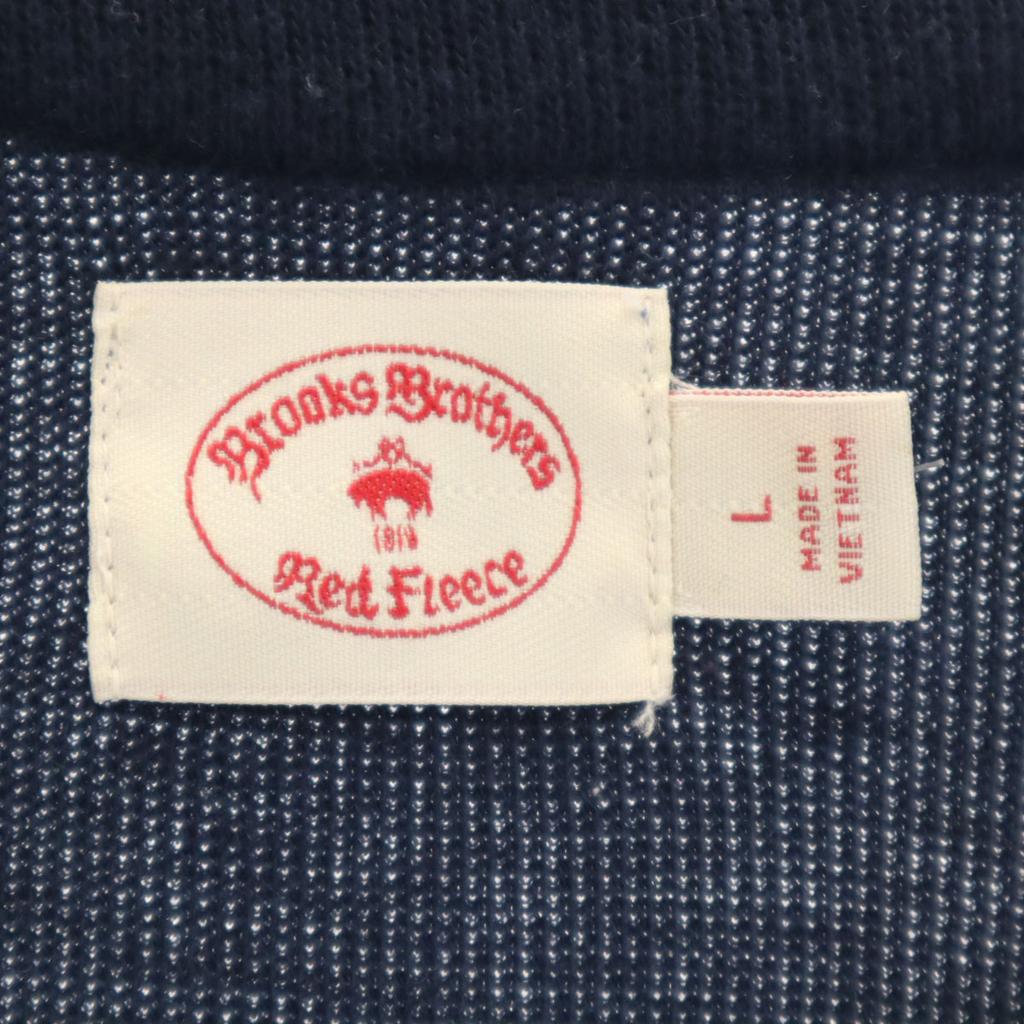 Brooks Brothers
1818
Red Fleece
L
MADE IN
VIETNAM